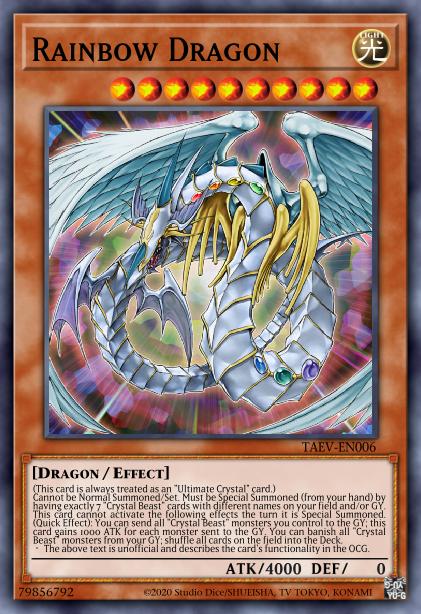 RAINBOW DRAGON
LIGHT
光
TAEV-EN006
[DRAGON / EFFECT]
(This card is always treated as an "Ultimate Crystal" card.)
Cannot be Normal Summoned/Set. Must be Special Summoned (from your hand) by
having exactly 7 "Crystal Beast" cards with different names on your field and/or GY.
This card cannot activate the following effects the turn it is Special Summoned.
(Quick Effect): You can send all "Crystal Beast" monsters you control to the GY; this
card gains 1000 ATK for each monster sent to the GY. You can banish all "Crystal
Beast" monsters from your GY; shuffle all cards on the field into the Deck.
- The above text is unofficial and describes the card's functionality in the OCG.
ATK/4000 DEF/ 0
79856792
©2020 Studio Dice/SHUEISHA, TV TOKYO, KONAMI